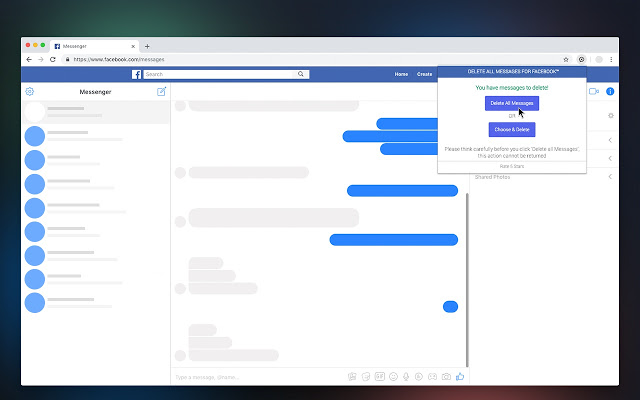 Messenger
https://www.facebook.com/messages
Search
Home
Create
DELETE ALL MESSAGES FOR FACEBOOK™
You have messages to delete!
Delete All Messages
OR
Choose & Delete
Please think carefully before you click 'Delete all Messages',
this action cannot be returned
Rate 5 Stars
Messenger
Shared Photos
Type a message, @name...